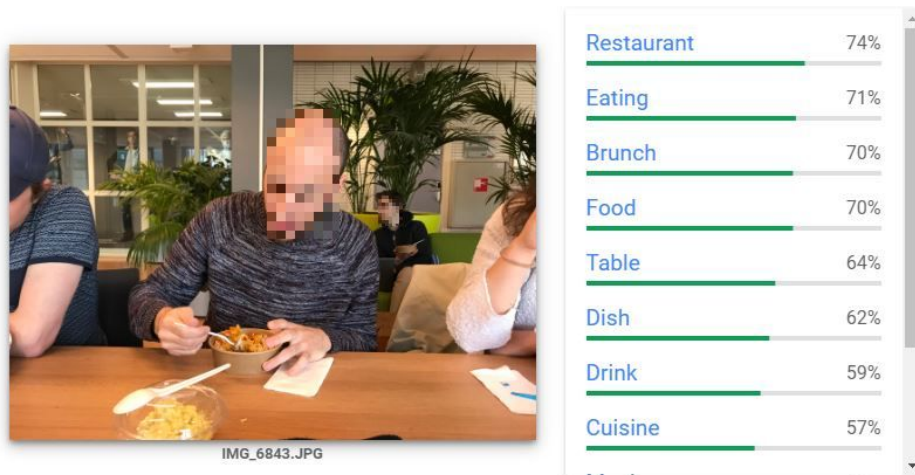 Restaurant 74%
Eating 71%
Brunch 70%
Food 70%
Table 64%
Dish 62%
Drink 59%
Cuisine 57%
IMG_6843.JPG